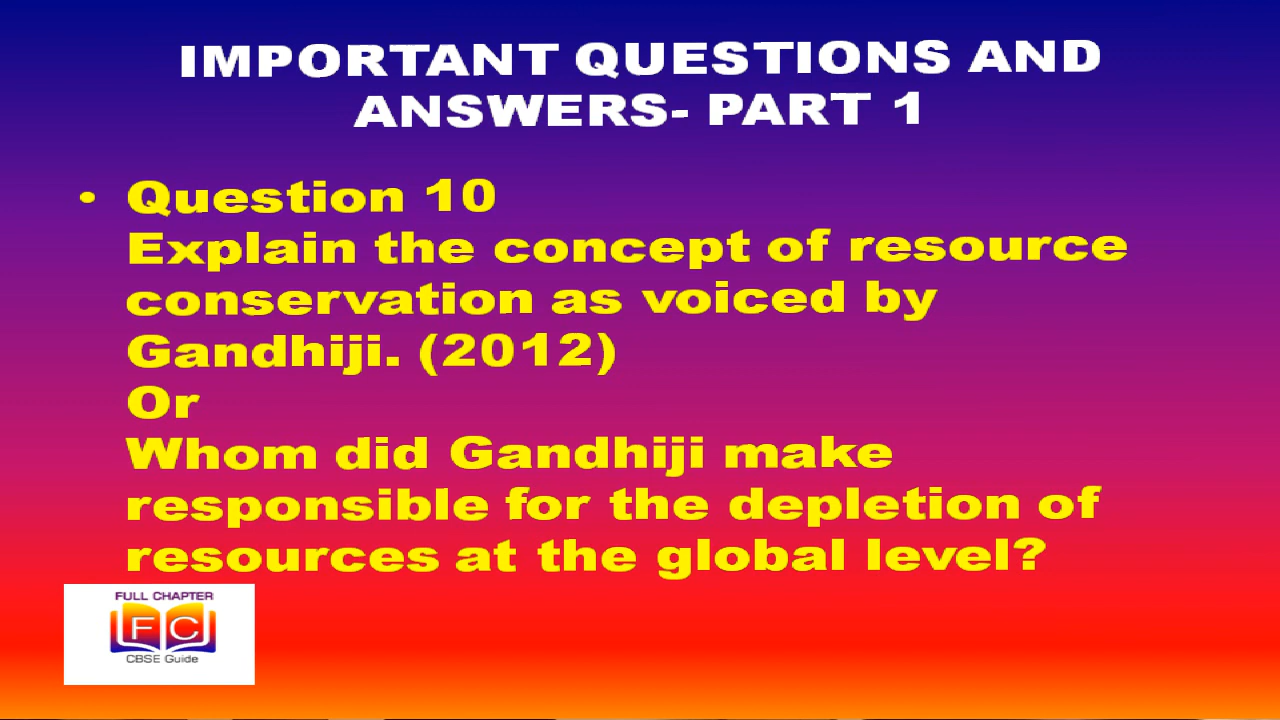 IMPORTANT QUESTIONS AND
ANSWERS- PART 1
• Question 10
Explain the concept of resource
conservation as voiced by
Gandhiji. (2012)
Or
Whom did Gandhiji make
responsible for the depletion of
resources at the global level?
FULL CHAPTER
FC
CBSE Guide